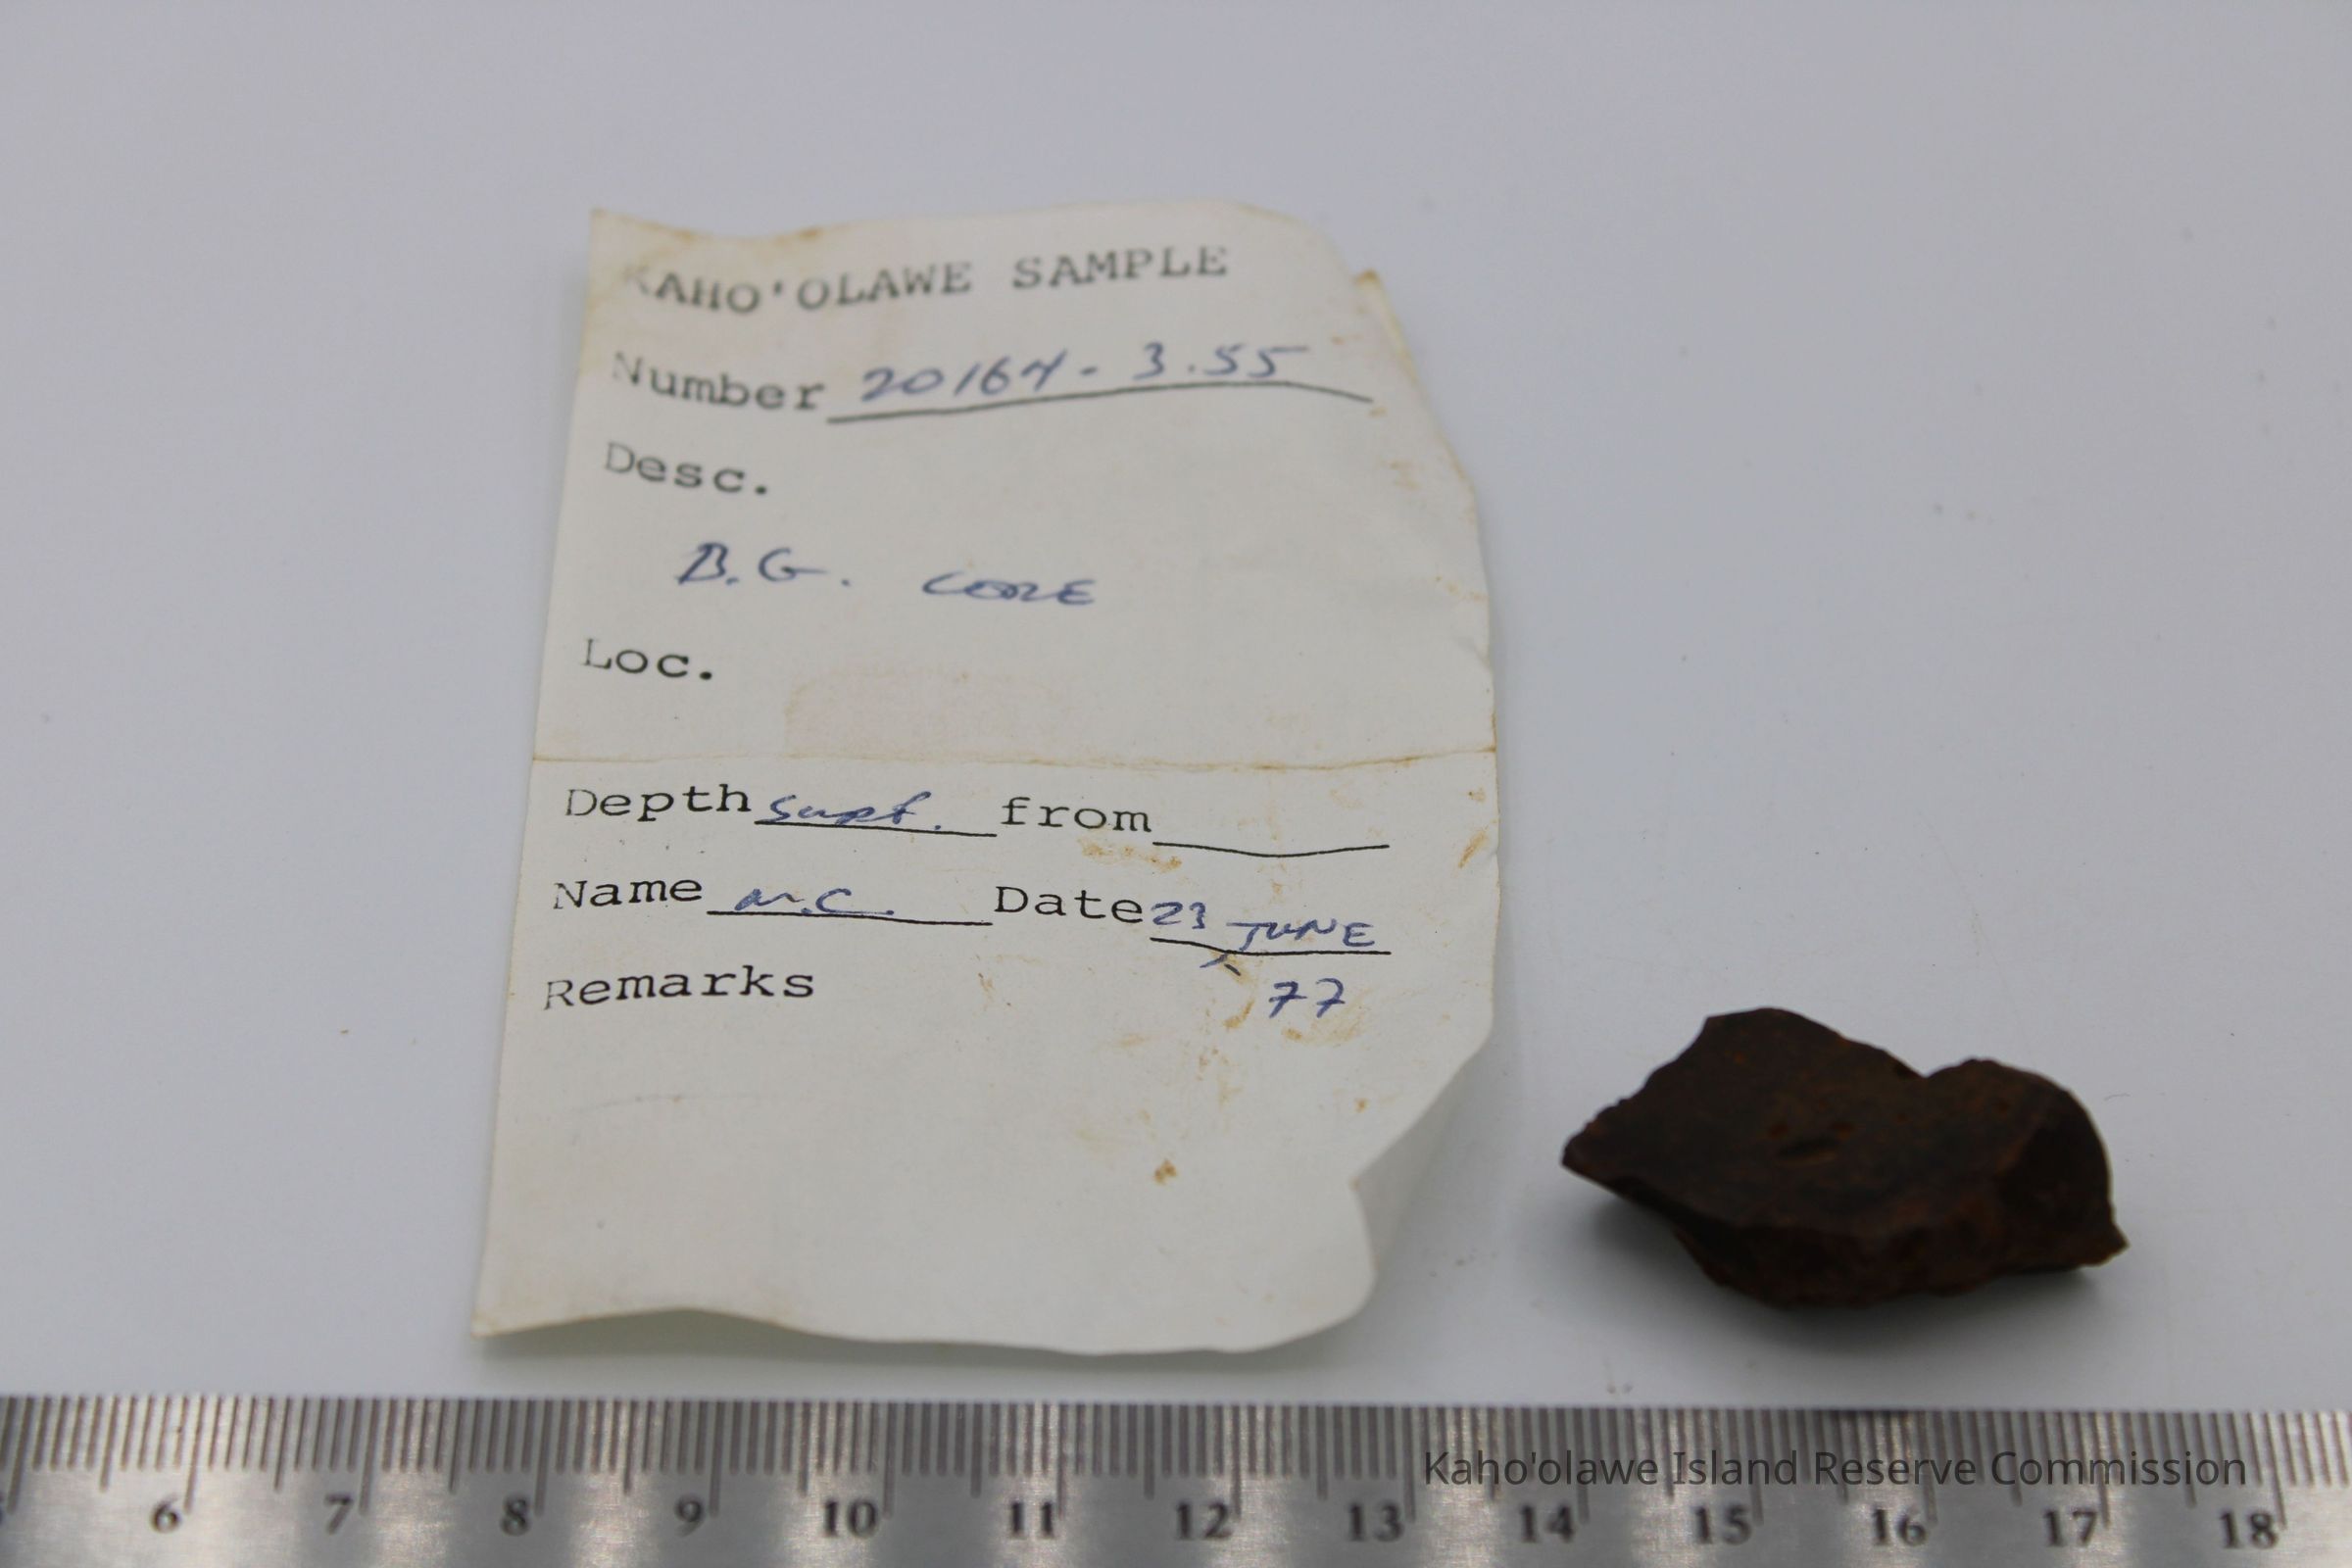 KAHO'OLAWE SAMPLE
Number 20164-3.55
Desc.
B.G. CORE
Loc.
Depth surf. from
Name M.C. Date 23 JUNE
77
Remarks
Kaho'olawe Island Reserve Commission
6 7 8 9 10 11 12 13 14 15 16 17 18